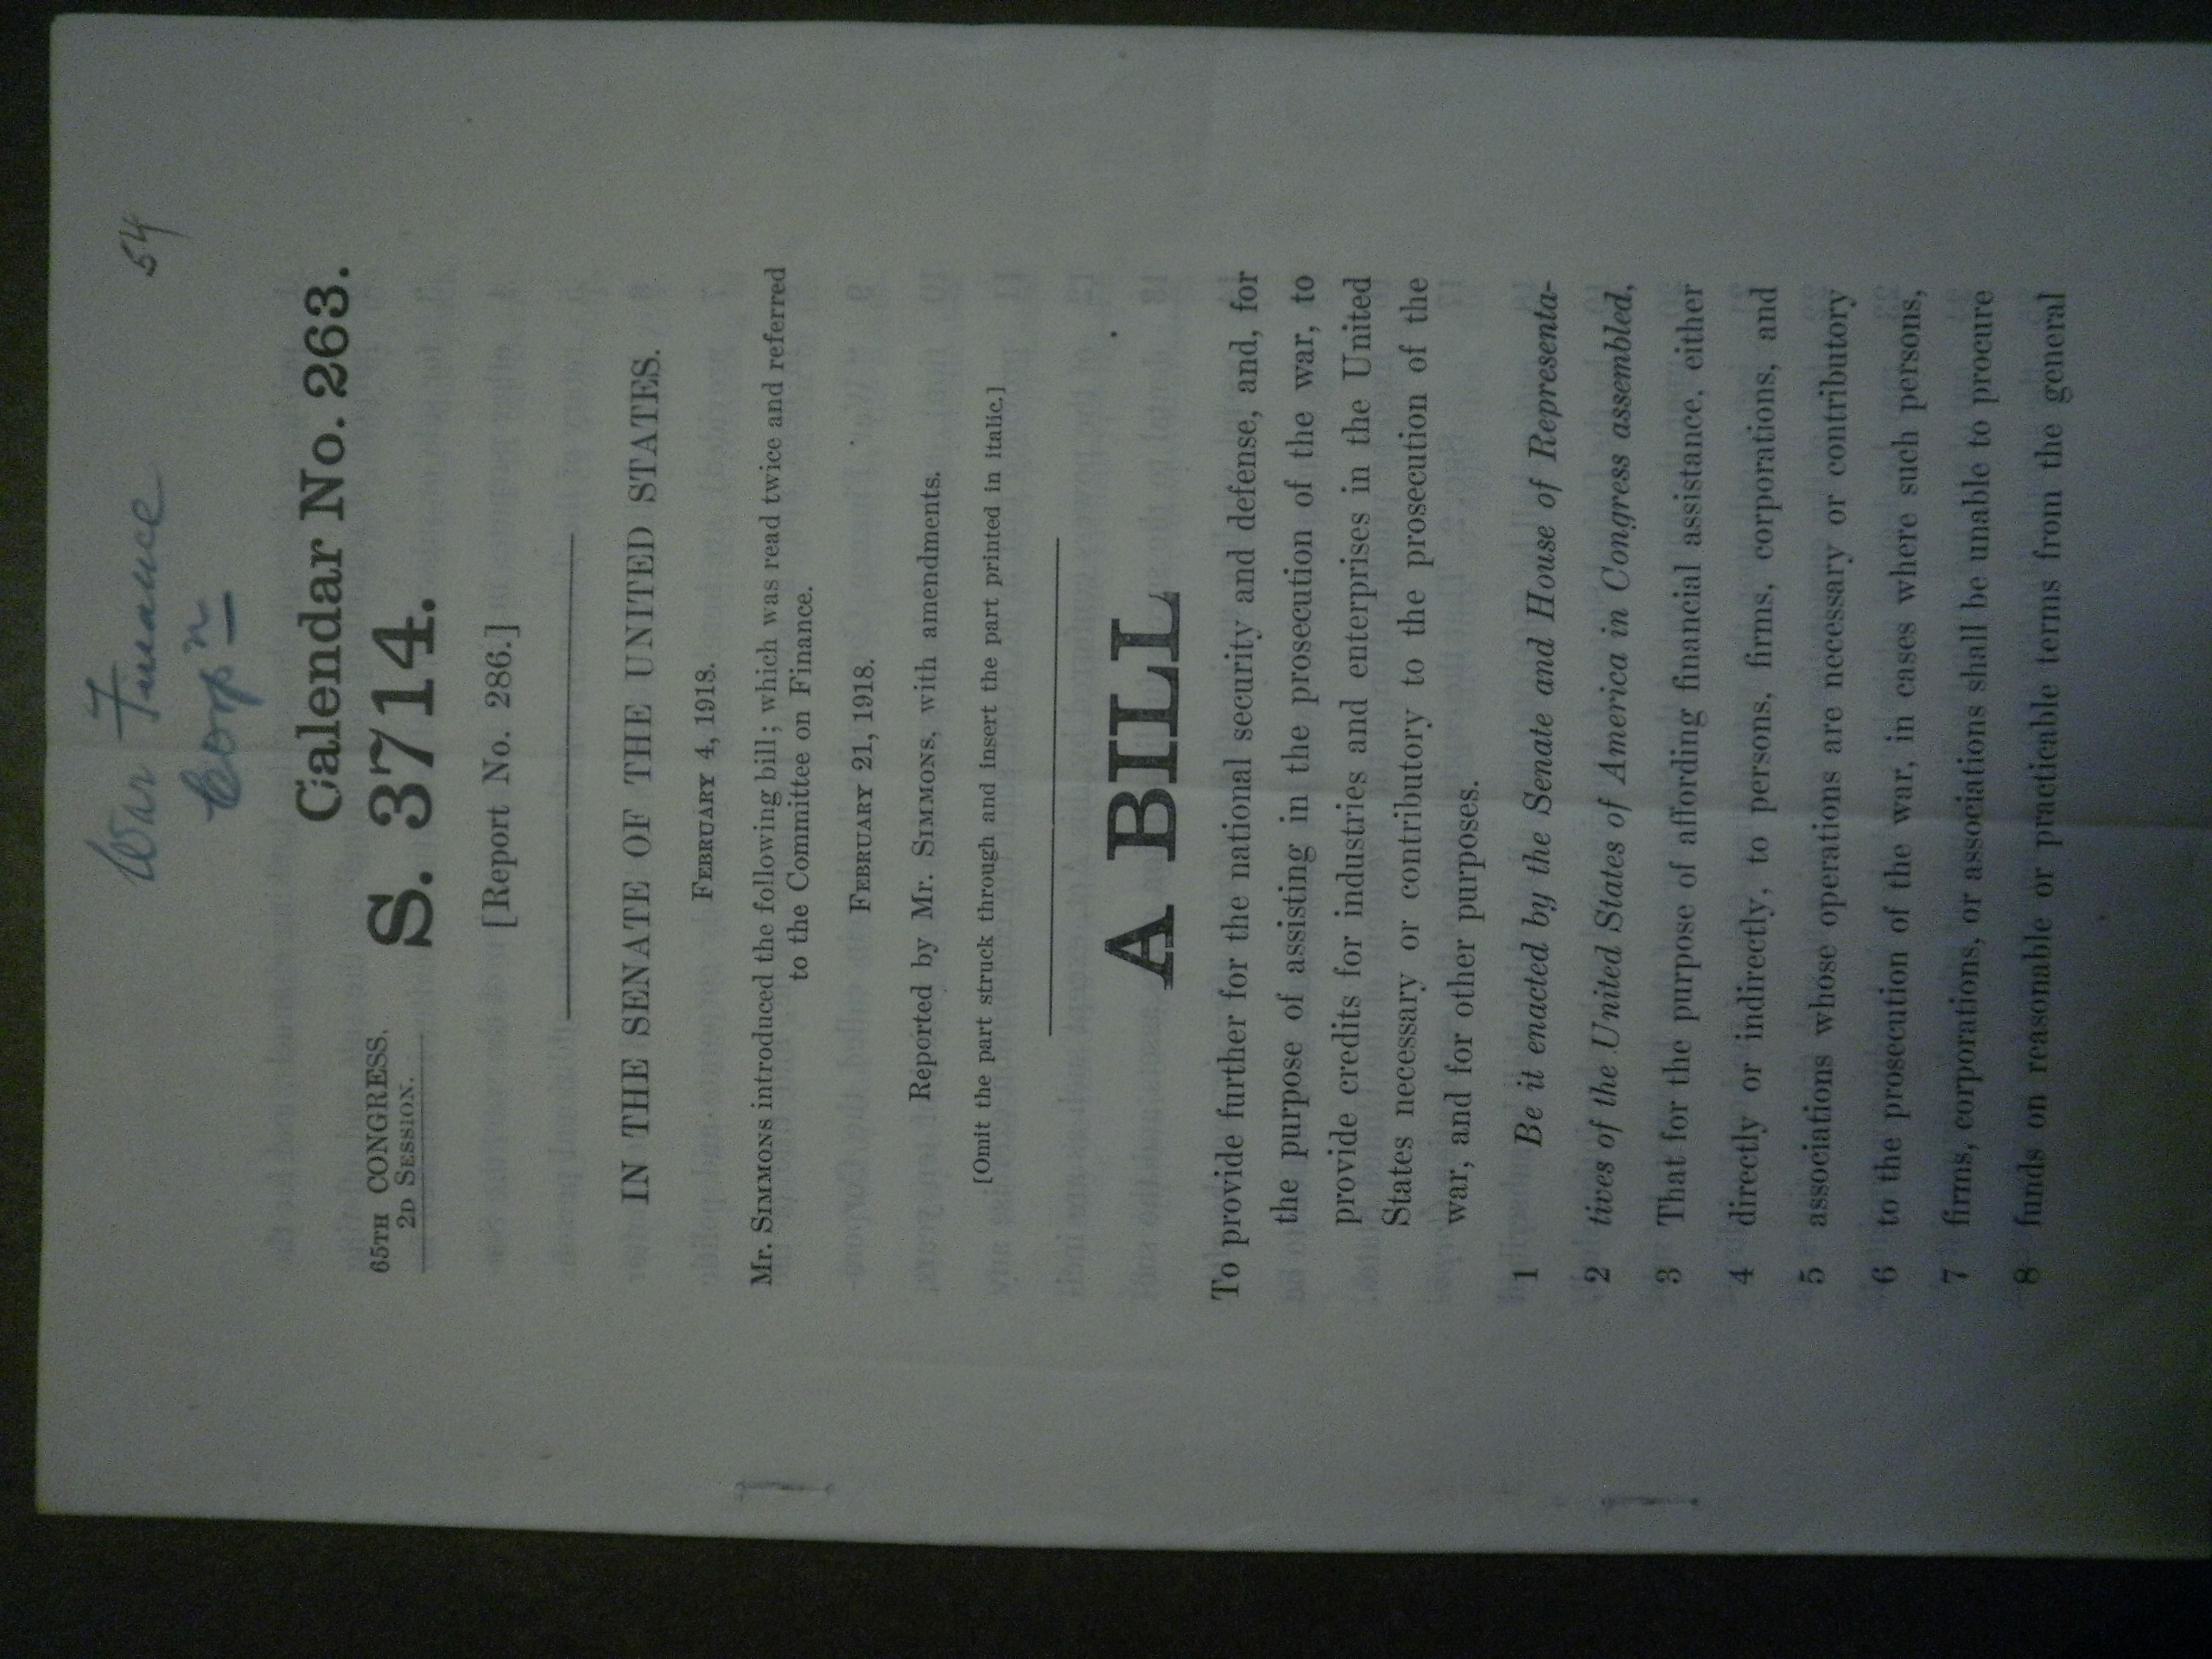 War Finance
Corpn
54
Calendar No. 263.
65TH CONGRESS,
2D SESSION.
S. 3714.
[Report No. 286.]
IN THE SENATE OF THE UNITED STATES.
FEBRUARY 4, 1918.
Mr. SIMMONS introduced the following bill; which was read twice and referred
to the Committee on Finance.
FEBRUARY 21, 1918.
Reported by Mr. SIMMONS, with amendments.
[Omit the part struck through and insert the part printed in italic.]
A BILL
To provide further for the national security and defense, and, for
the purpose of assisting in the prosecution of the war, to
provide credits for industries and enterprises in the United
States necessary or contributory to the prosecution of the
war, and for other purposes.
1 Be it enacted by the Senate and House of Representa-
2 tives of the United States of America in Congress assembled,
3 That for the purpose of affording financial assistance, either
4 directly or indirectly, to persons, firms, corporations, and
5 associations whose operations are necessary or contributory
6 to the prosecution of the war, in cases where such persons,
7 firms, corporations, or associations shall be unable to procure
8 funds on reasonable or practicable terms from the general